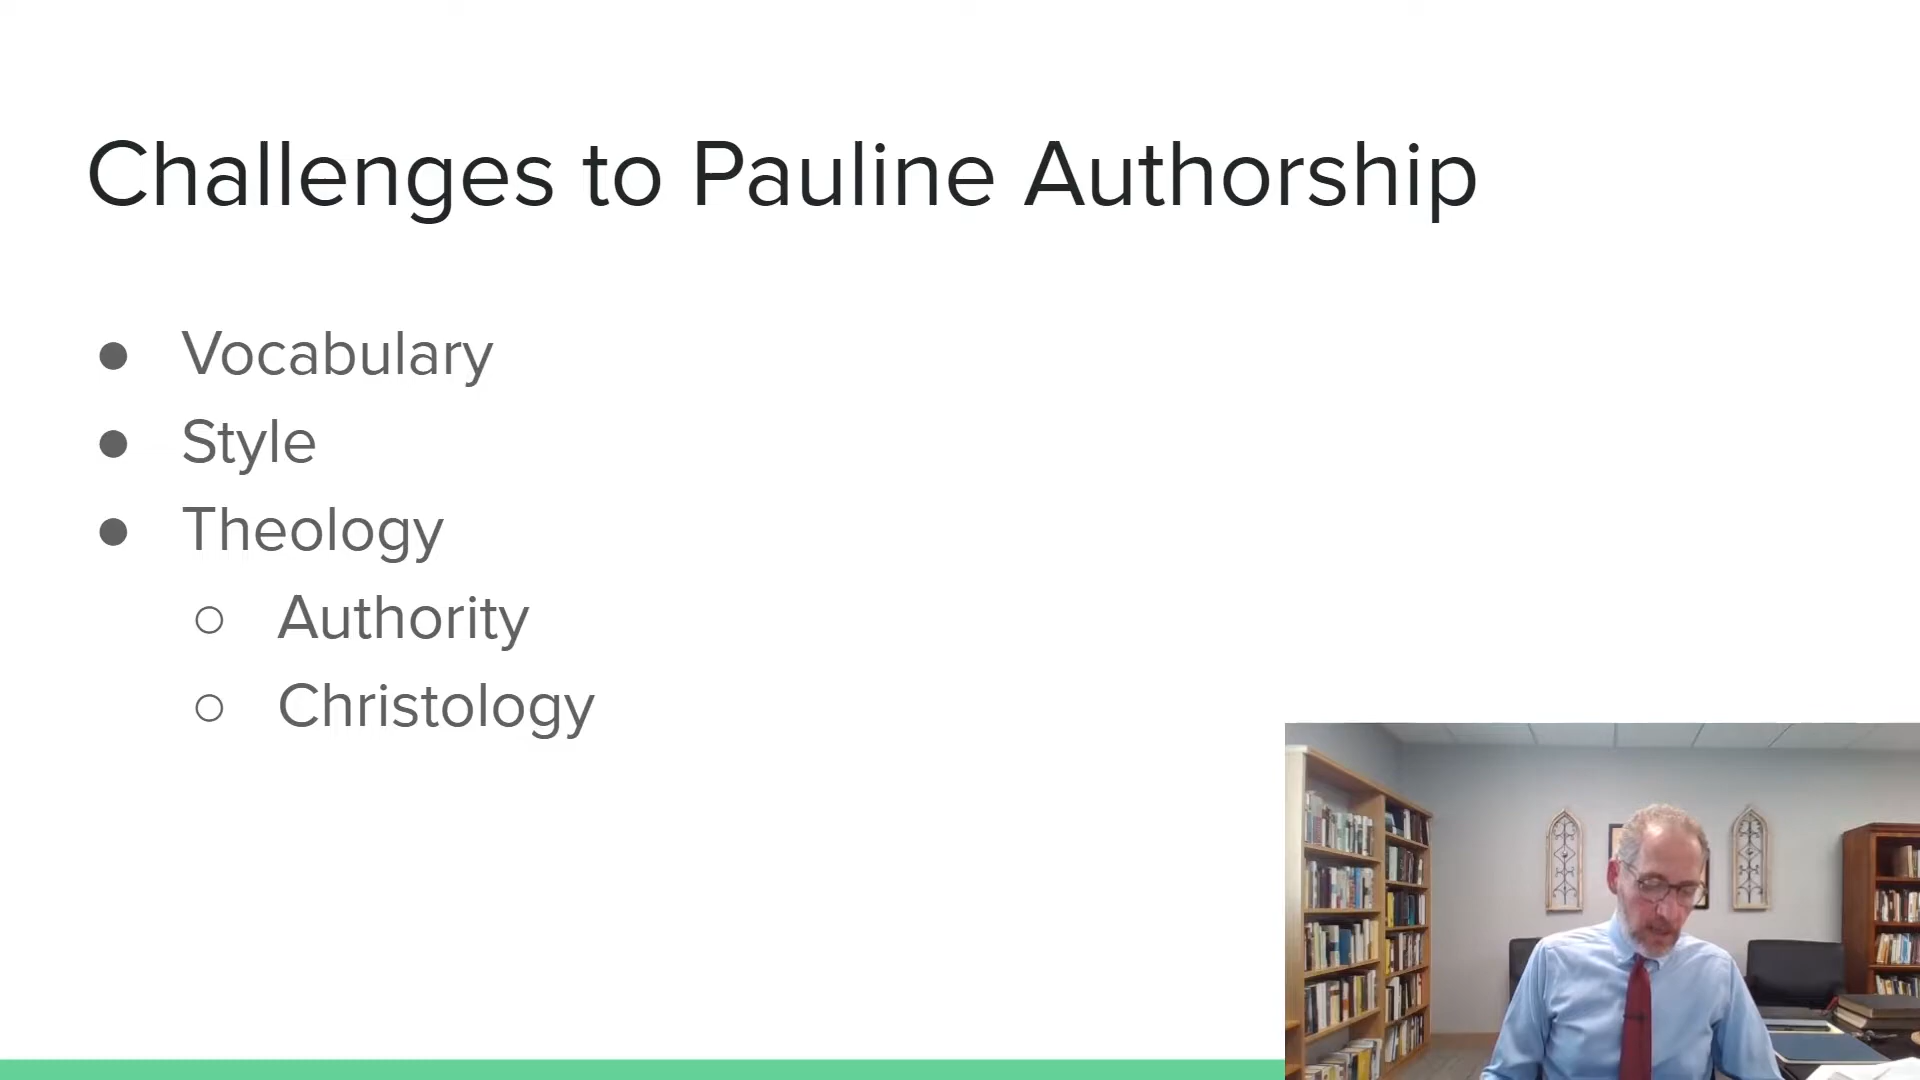 Challenges to Pauline Authorship
● Vocabulary
● Style
● Theology
○ Authority
○ Christology